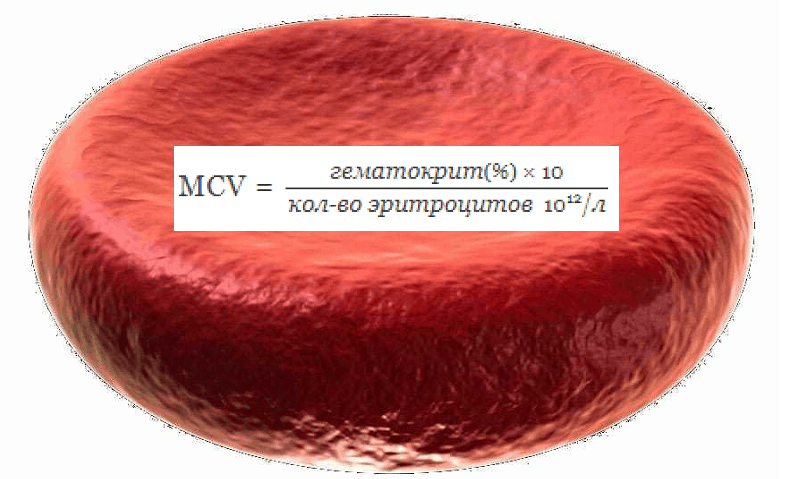 MCV = гематокрит(%) × 10
кол-во эритроцитов 10¹²/л